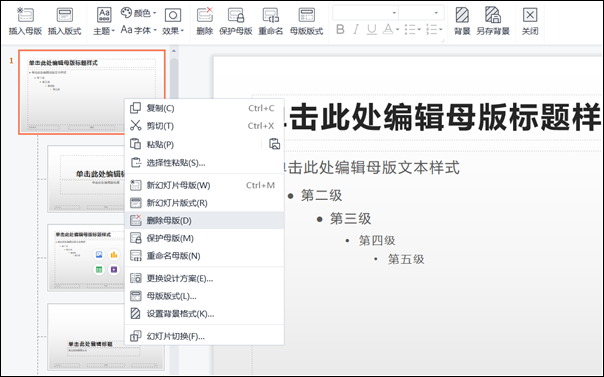 颜色
插入母版 插入版式 主题 Aa 字体 效果 删除 保护母版 重命名 母版版式 B I U A 背景 另存背景 关闭
1
单击此处编辑母版标题样式
单击此处编辑母版标题样式
单击此处编辑母版标题样式
单击此处编辑标题
复制(C) Ctrl+C
剪切(T) Ctrl+X
粘贴(P)
选择性粘贴(S)...
新幻灯片母版(W) Ctrl+M
新幻灯片版式(R)
删除母版(D)
保护母版(M)
重命名母版(N)
更换设计方案(E)...
母版版式(L)...
设置背景格式(K)...
幻灯片切换(F)...
单击此处编辑母版标题样
单击此处编辑母版文本样式
• 第二级
• 第三级
• 第四级
• 第五级